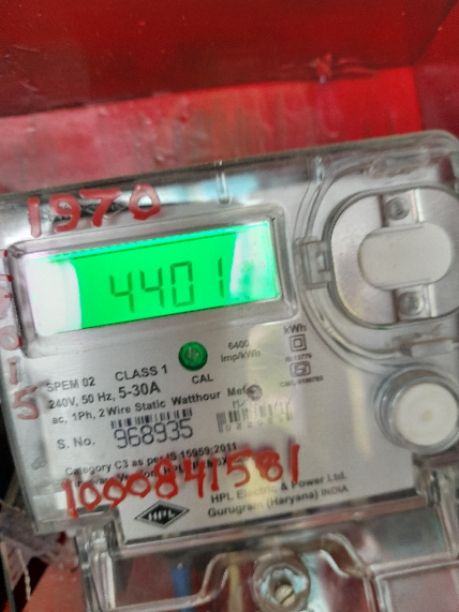 1970
4401
kWh
6400
Imp/kWh
CAL
SPEM 02 CLASS 1
240V, 50 Hz, 5-30A
ac, 1Ph, 2 Wire Static Watthour
S. No. 968935
Category C3 as per IS 15959:2011
1000841581
HPL Electric & Power Ltd.
Gurugram (Haryana) INDIA
HPL